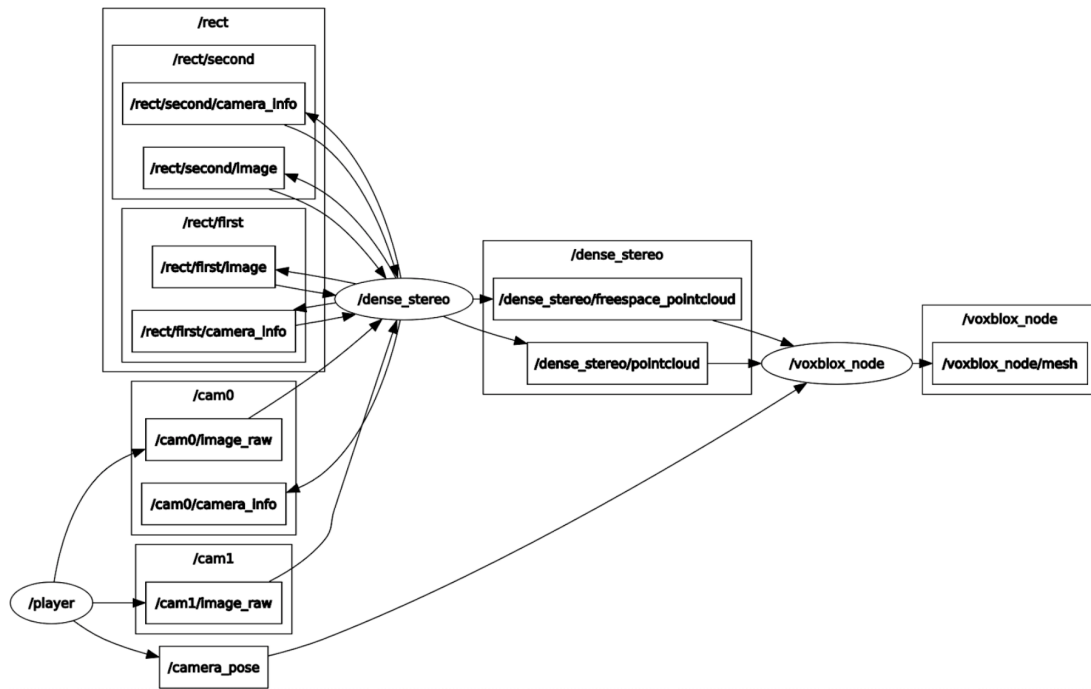 /rect
/rect/second
/rect/second/camera_info
/rect/second/image
/rect/first
/rect/first/image
/rect/first/camera_info
/cam0
/cam0/image_raw
/cam0/camera_info
/cam1
/cam1/image_raw
/player
/camera_pose
/dense_stereo
/dense_stereo
/dense_stereo/freespace_pointcloud
/dense_stereo/pointcloud
/voxblox_node
/voxblox_node
/voxblox_node/mesh